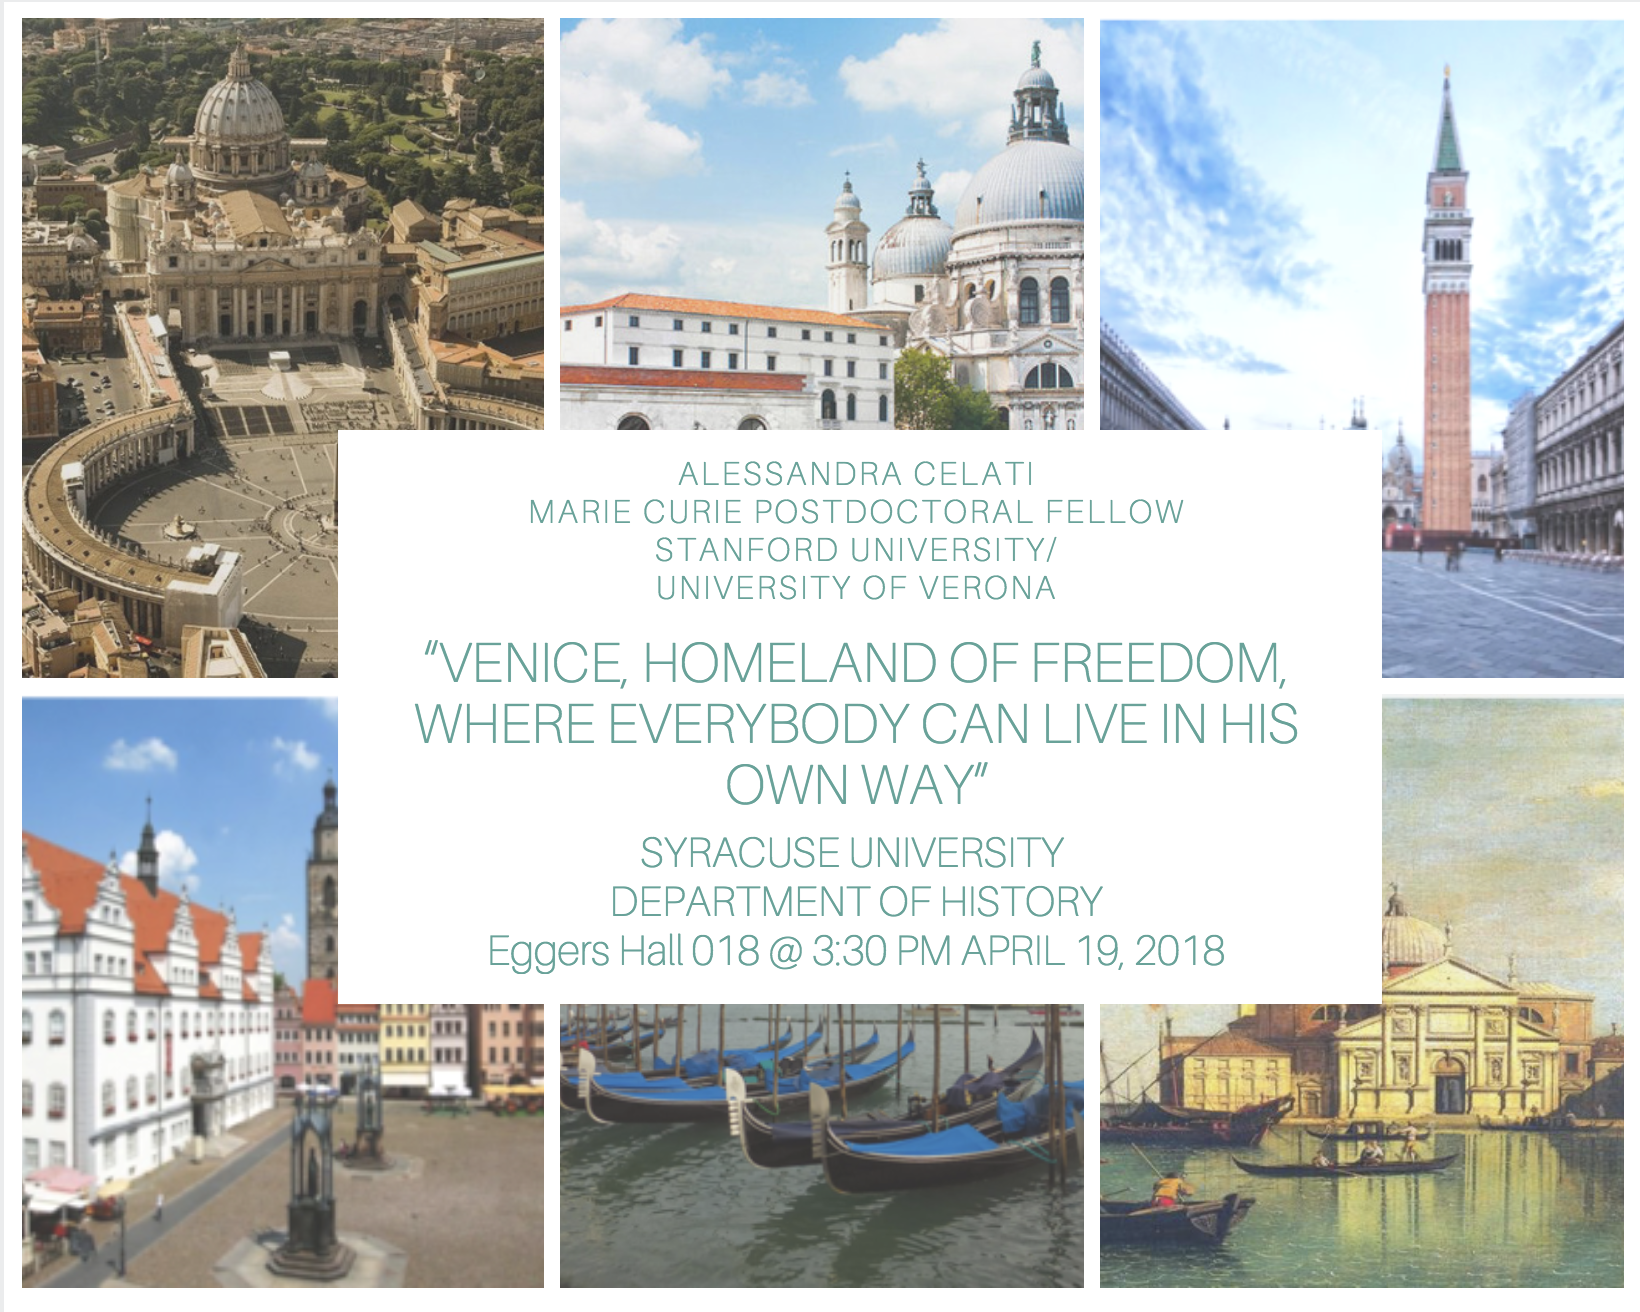 ALESSANDRA CELATI
MARIE CURIE POSTDOCTORAL FELLOW
STANFORD UNIVERSITY/
UNIVERSITY OF VERONA
"VENICE, HOMELAND OF FREEDOM,
WHERE EVERYBODY CAN LIVE IN HIS
OWN WAY"
SYRACUSE UNIVERSITY
DEPARTMENT OF HISTORY
Eggers Hall 018 @ 3:30 PM APRIL 19, 2018